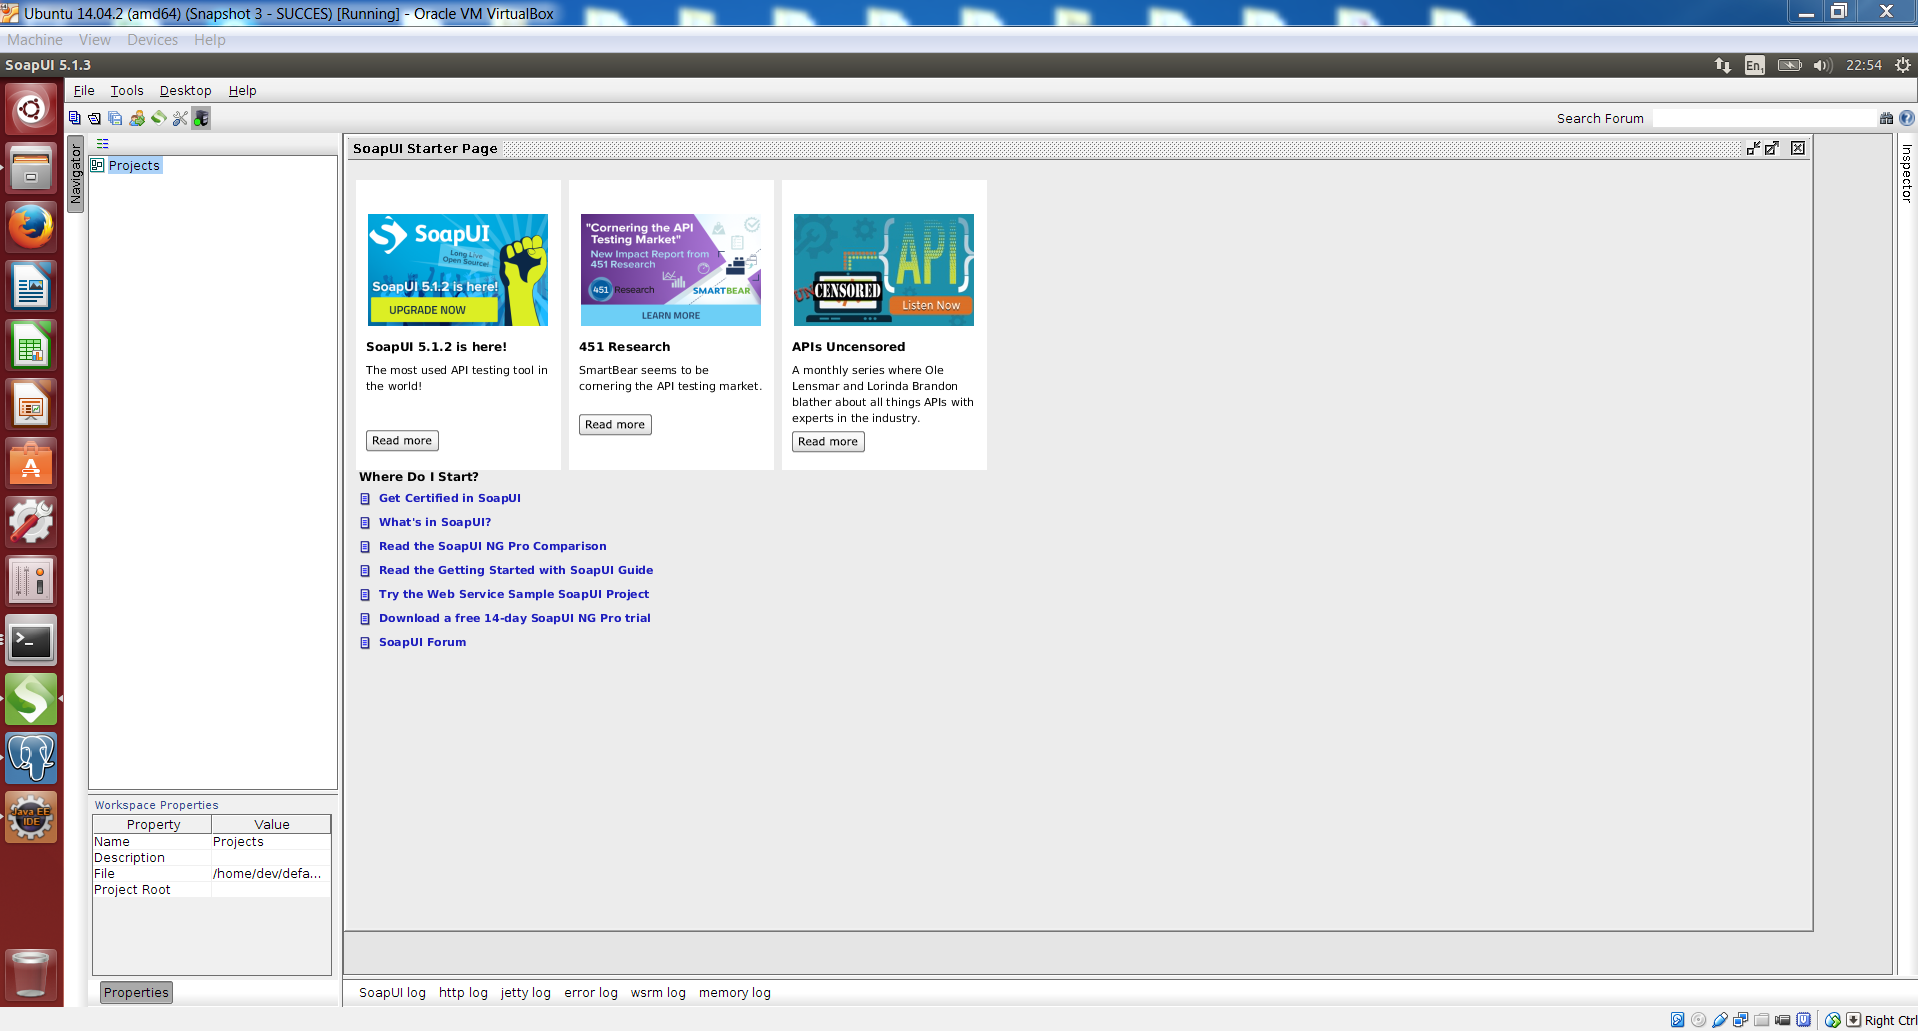 Ubuntu 14.04.2 (amd64) (Snapshot 3 - SUCCES) [Running] - Oracle VM VirtualBox
Machine View Devices Help
SoapUI 5.1.3
En1 22:54
File Tools Desktop Help
Search Forum
Navigator
Projects
SoapUI Starter Page
Inspector
SoapUI
Long Live
Open Source!
SoapUI 5.1.2 is here!
UPGRADE NOW
SoapUI 5.1.2 is here!
The most used API testing tool in
the world!
Read more
"Cornering the API
Testing Market"
New Impact Report from
451 Research
451 Research
SMARTBEAR
LEARN MORE
451 Research
SmartBear seems to be
cornering the API testing market.
Read more
{API}
UNCENSORED
Listen Now
APIs Uncensored
A monthly series where Ole
Lensmar and Lorinda Brandon
blather about all things APIs with
experts in the industry.
Read more
Where Do I Start?
Get Certified in SoapUI
What's in SoapUI?
Read the SoapUI NG Pro Comparison
Read the Getting Started with SoapUI Guide
Try the Web Service Sample SoapUI Project
Download a free 14-day SoapUI NG Pro trial
SoapUI Forum
Java EE
IDE
Workspace Properties
Property Value
Name Projects
Description
File /home/dev/defa...
Project Root
Properties
SoapUI log http log jetty log error log wsrm log memory log
Right Ctrl